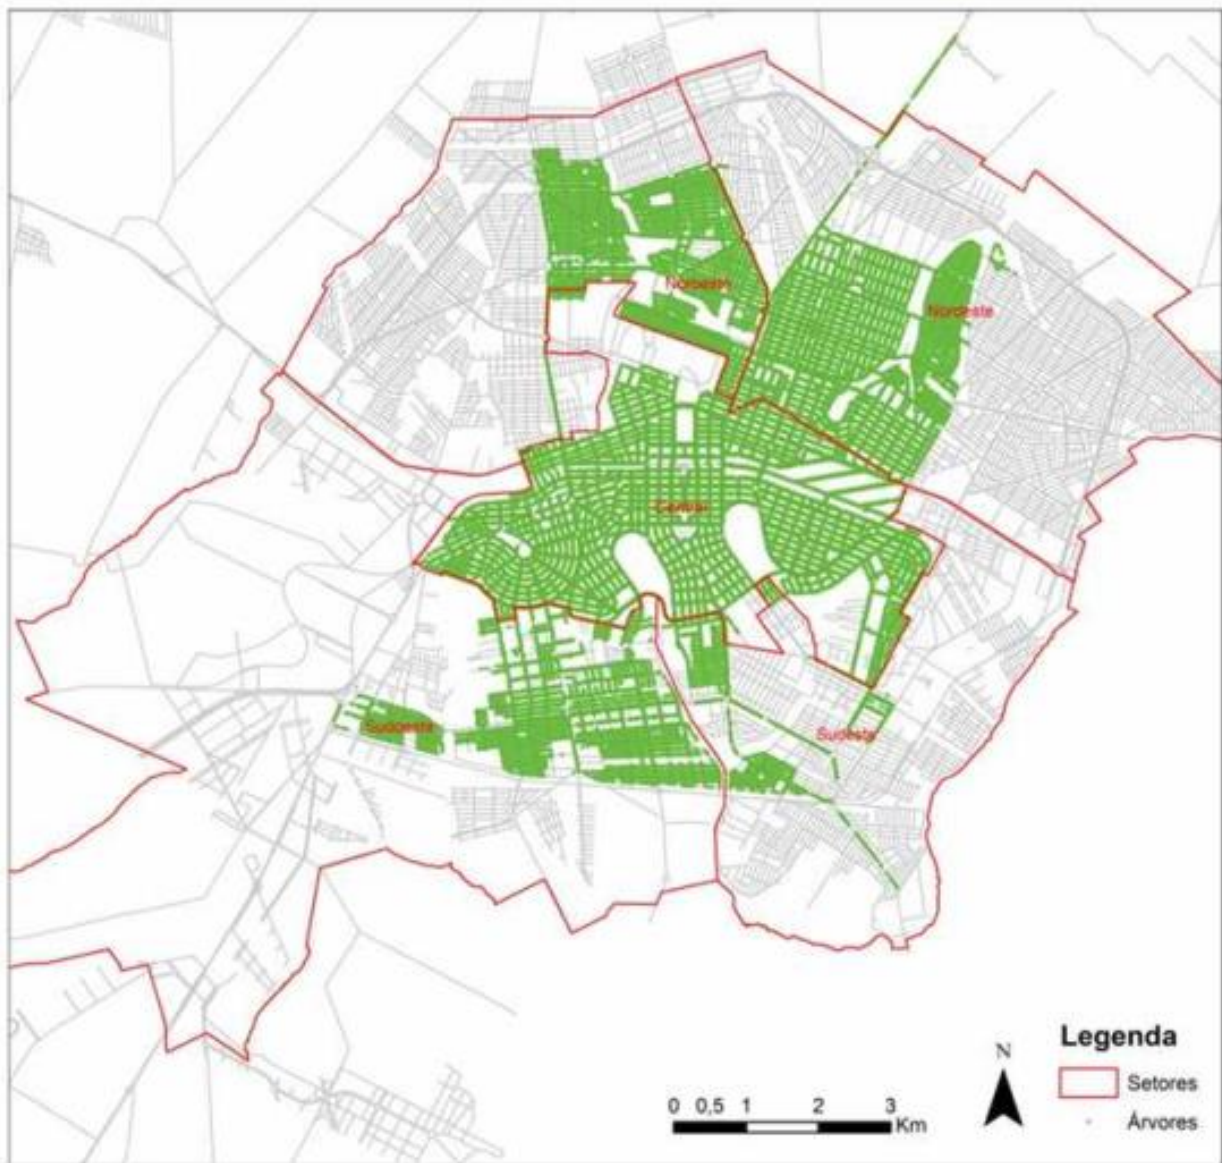 Noroeste
Nordeste
Central
Sudoeste
Sudeste
Legenda
N
Setores
Árvores
0 0,5 1 2 3
Km